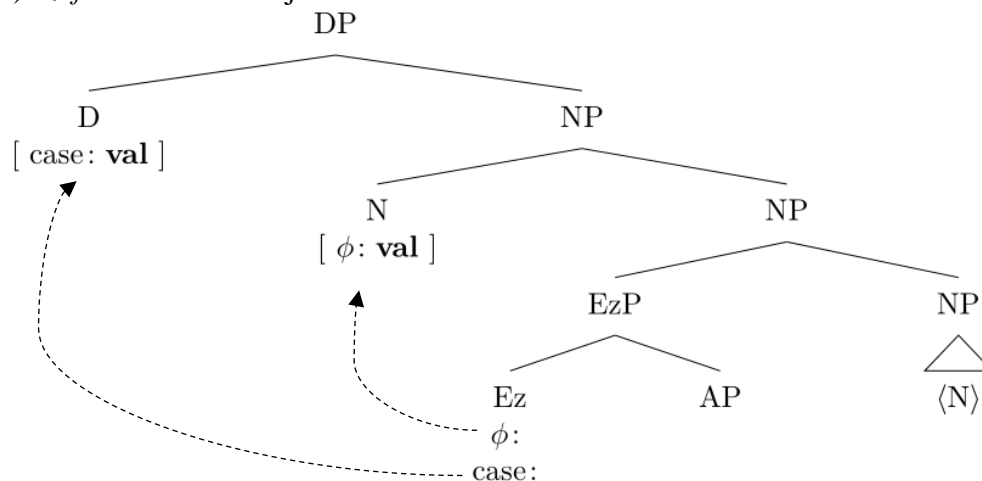 DP
D NP
[ case: val ]
N NP
[ ϕ: val ]
EzP NP
Ez AP ⟨N⟩
ϕ:
case: